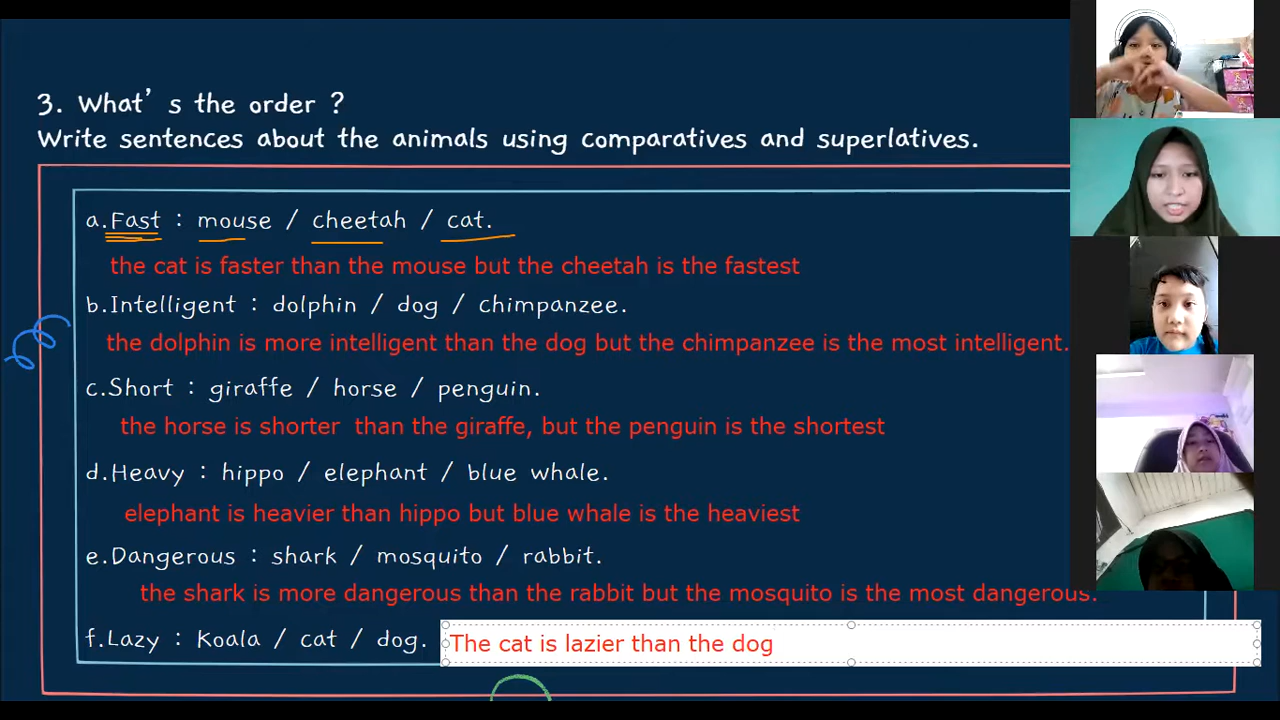 3. What's the order ?
Write sentences about the animals using comparatives and superlatives.
a.Fast : mouse / cheetah / cat.
the cat is faster than the mouse but the cheetah is the fastest
b.Intelligent : dolphin / dog / chimpanzee.
the dolphin is more intelligent than the dog but the chimpanzee is the most intelligent.
c.Short : giraffe / horse / penguin.
the horse is shorter than the giraffe, but the penguin is the shortest
d.Heavy : hippo / elephant / blue whale.
elephant is heavier than hippo but blue whale is the heaviest
e.Dangerous : shark / mosquito / rabbit.
the shark is more dangerous than the rabbit but the mosquito is the most dangerous.
f.Lazy : Koala / cat / dog. The cat is lazier than the dog